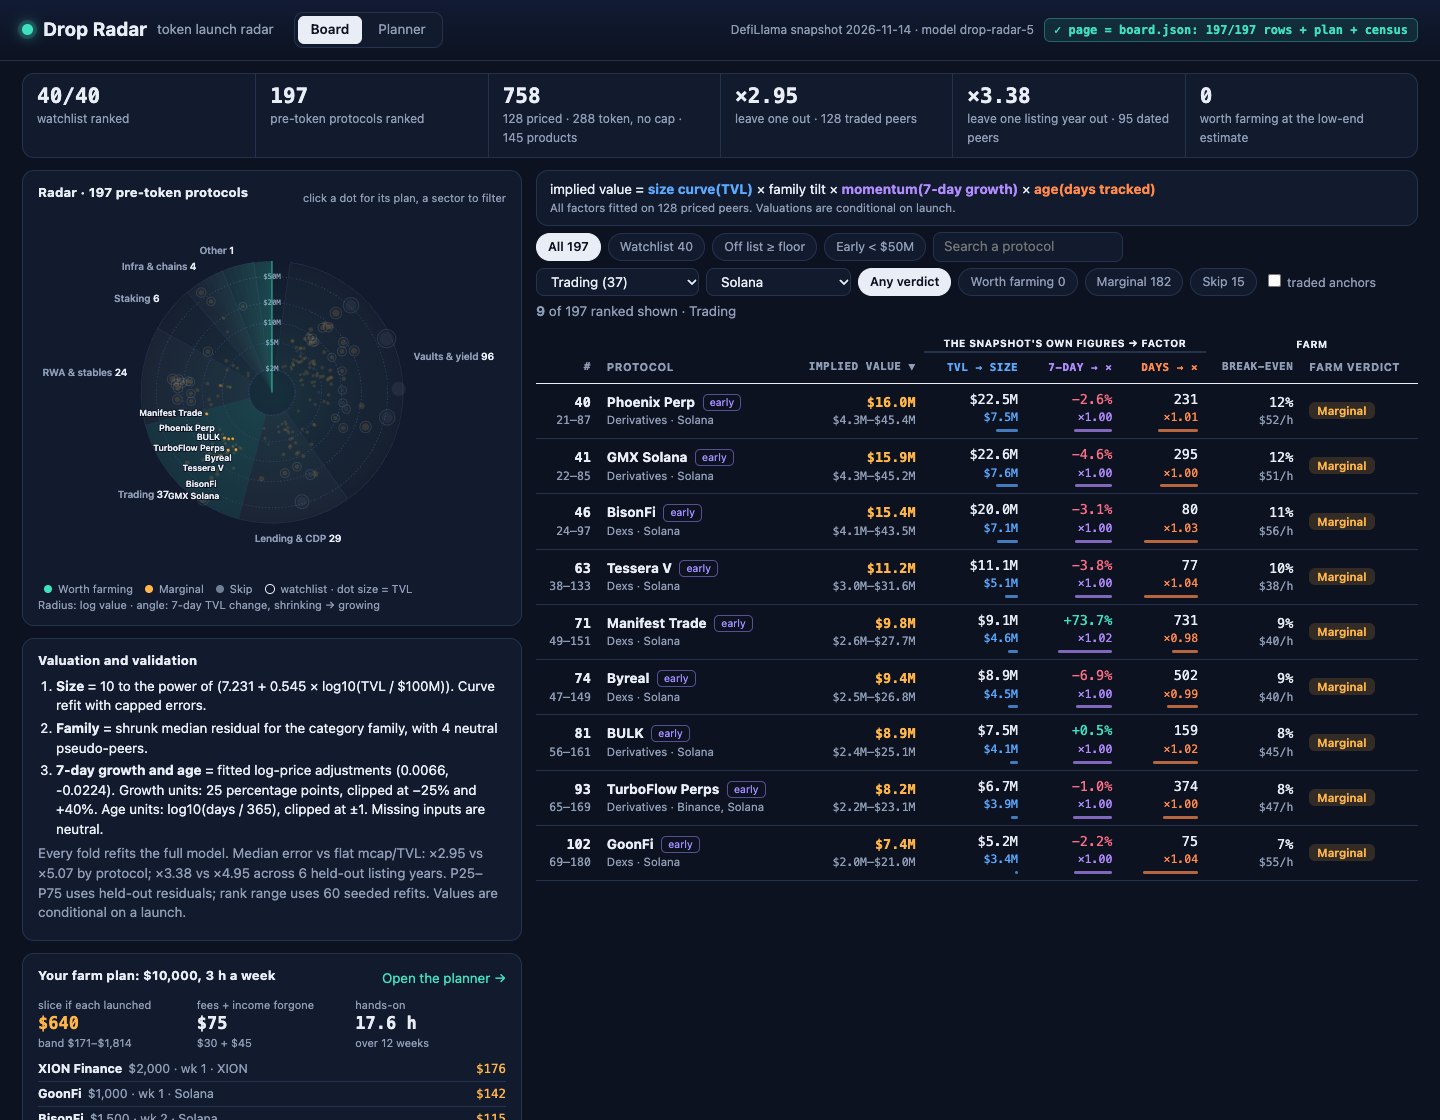 Drop Radar token launch radar Board Planner DefiLlama snapshot 2026-11-14 · model drop-radar-5 ✓ page = board.json: 197/197 rows + plan + census
40/40 197 758 ×2.95 ×3.38 0
watchlist ranked pre-token protocols ranked 128 priced · 288 token, no cap · leave one out · 128 traded peers leave one listing year out · 95 dated worth farming at the low-end
145 products peers estimate
Radar · 197 pre-token protocols
click a dot for its plan, a sector to filter
Other 1
Infra & chains 4
Staking 6
RWA & stables 24
Vaults & yield 96
$50M
$20M
$10M
$5M
$2M
Manifest Trade
Phoenix Perp
BULK
TurboFlow Perps
Byreal
Tessera V
BisonFi
Trading 37
GMX Solana
Lending & CDP 29
Worth farming Marginal Skip watchlist · dot size = TVL
Radius: log value · angle: 7-day TVL change, shrinking → growing
Valuation and validation
1. Size = 10 to the power of (7.231 + 0.545 × log10(TVL / $100M)). Curve
refit with capped errors.
2. Family = shrunk median residual for the category family, with 4 neutral
pseudo-peers.
3. 7-day growth and age = fitted log-price adjustments (0.0066,
-0.0224). Growth units: 25 percentage points, clipped at −25% and
+40%. Age units: log10(days / 365), clipped at ±1. Missing inputs are
neutral.
Every fold refits the full model. Median error vs flat mcap/TVL: ×2.95 vs
×5.07 by protocol; ×3.38 vs ×4.95 across 6 held-out listing years. P25–
P75 uses held-out residuals; rank range uses 60 seeded refits. Values are
conditional on a launch.
Your farm plan: $10,000, 3 h a week Open the planner →
slice if each launched fees + income forgone hands-on
$640 $75 17.6 h
band $171–$1,814 $30 + $45 over 12 weeks
XION Finance $2,000 · wk 1 · XION $176
GoonFi $1,000 · wk 1 · Solana $142
BisonFi $1,500 · wk 2 · Solana $115
implied value = size curve(TVL) × family tilt × momentum(7-day growth) × age(days tracked)
All factors fitted on 128 priced peers. Valuations are conditional on launch.
All 197 Watchlist 40 Off list ≥ floor Early < $50M Search a protocol
Trading (37) Solana Any verdict Worth farming 0 Marginal 182 Skip 15 traded anchors
9 of 197 ranked shown · Trading
THE SNAPSHOT'S OWN FIGURES → FACTOR FARM
# PROTOCOL IMPLIED VALUE ▼ TVL → SIZE 7-DAY → × DAYS → × BREAK-EVEN FARM VERDICT
40 Phoenix Perp early $16.0M $22.5M −2.6% 231 12% Marginal
21–87 Derivatives · Solana $4.3M–$45.4M $7.5M ×1.00 ×1.01 $52/h
41 GMX Solana early $15.9M $22.6M −4.6% 295 12% Marginal
22–85 Derivatives · Solana $4.3M–$45.2M $7.6M ×1.00 ×1.00 $51/h
46 BisonFi early $15.4M $20.0M −3.1% 80 11% Marginal
24–97 Dexs · Solana $4.1M–$43.5M $7.1M ×1.00 ×1.03 $56/h
63 Tessera V early $11.2M $11.1M −3.8% 77 10% Marginal
38–133 Dexs · Solana $3.0M–$31.6M $5.1M ×1.00 ×1.04 $38/h
71 Manifest Trade early $9.8M $9.1M +73.7% 731 9% Marginal
49–151 Dexs · Solana $2.6M–$27.7M $4.6M ×1.02 ×0.98 $40/h
74 Byreal early $9.4M $8.9M −6.9% 502 9% Marginal
47–149 Dexs · Solana $2.5M–$26.8M $4.5M ×1.00 ×0.99 $40/h
81 BULK early $8.9M $7.5M +0.5% 159 8% Marginal
56–161 Derivatives · Solana $2.4M–$25.1M $4.1M ×1.00 ×1.02 $45/h
93 TurboFlow Perps early $8.2M $6.7M −1.0% 374 8% Marginal
65–169 Derivatives · Binance, Solana $2.2M–$23.1M $3.9M ×1.00 ×1.00 $47/h
102 GoonFi early $7.4M $5.2M −2.2% 75 7% Marginal
69–180 Dexs · Solana $2.0M–$21.0M $3.4M ×1.00 ×1.04 $55/h